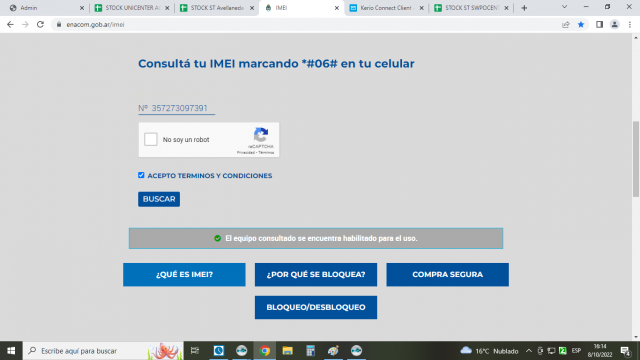 Admin
STOCK UNICENTER A
STOCK ST Avellaneda
IMEI
Kerio Connect Client
STOCK ST SWPOCENT
enacom.gob.ar/imei
Consultá tu IMEI marcando *#06# en tu celular
Nº 357273097391
No soy un robot
reCAPTCHA
Privacidad - Términos
ACEPTO TERMINOS Y CONDICIONES
BUSCAR
El equipo consultado se encuentra habilitado para el uso.
¿QUÉ ES IMEI?
¿POR QUÉ SE BLOQUEA?
COMPRA SEGURA
BLOQUEO/DESBLOQUEO
Escribe aquí para buscar
16°C Nublado
ESP
16:14
8/10/2022